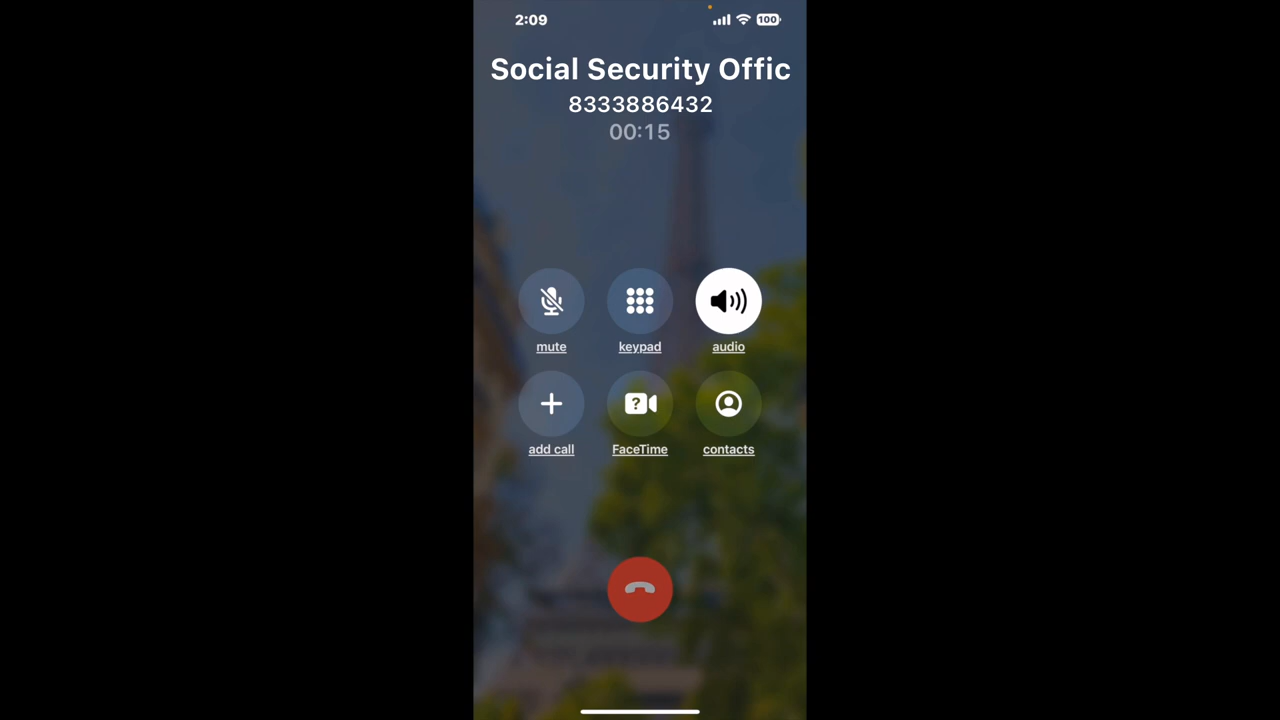 2:09
100
Social Security Offic
8333886432
00:15
mute
keypad
audio
?
add call
FaceTime
contacts